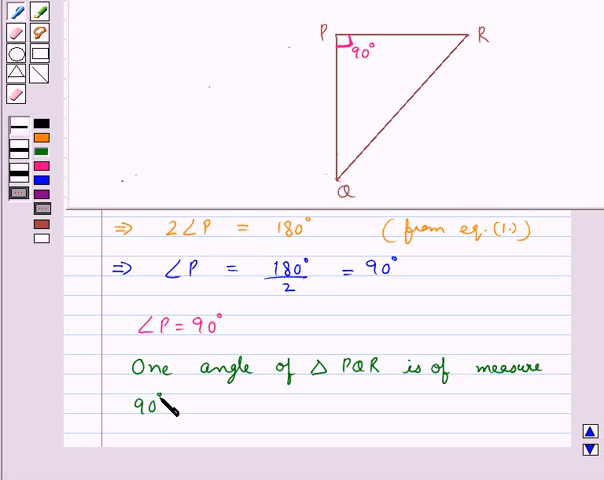 P R
90°
Q
⇒ 2∠P = 180° (from eq.(1.))
⇒ ∠P = 180°/2 = 90°
∠P = 90°
One angle of △ PQR is of measure
90°